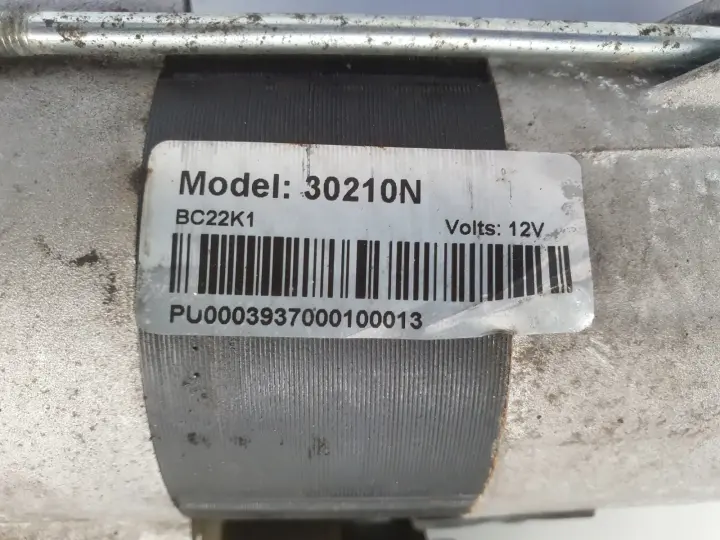 Model: 30210N
BC22K1 Volts: 12V
PU0003937000100013